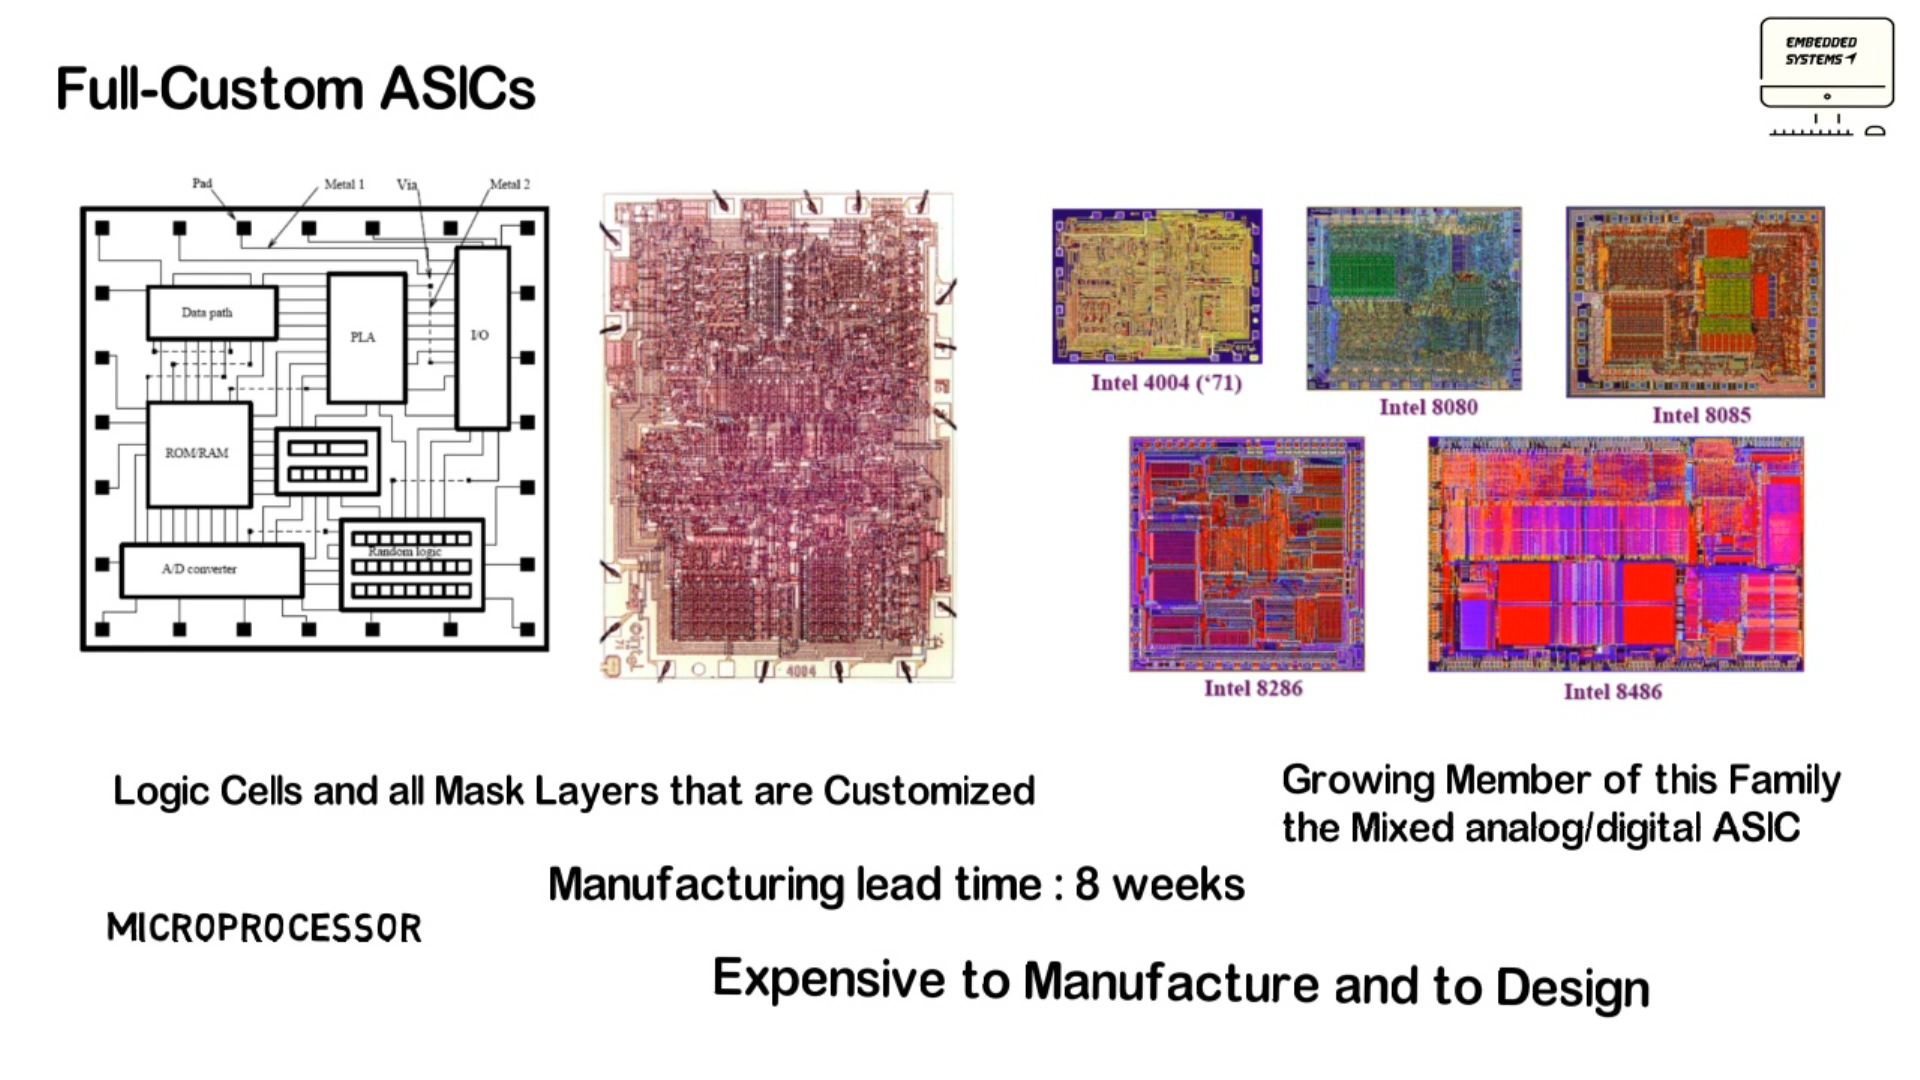 Full-Custom ASICs
EMBEDDED
SYSTEMS
Pad
Metal 1
Via
Metal 2
Data path
PLA
I/O
ROM/RAM
Random logic
A/D converter
intel
4004
Intel 4004 (‘71)
Intel 8080
Intel 8085
Intel 8286
Intel 8486
Logic Cells and all Mask Layers that are Customized
Growing Member of this Family
the Mixed analog/digital ASIC
Manufacturing lead time : 8 weeks
MICROPROCESSOR
Expensive to Manufacture and to Design